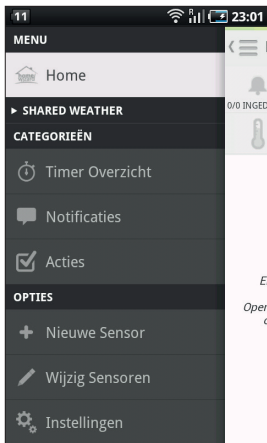 11 R 23:01
MENU
Home
► SHARED WEATHER
CATEGORIEËN
Timer Overzicht
Notificaties
Acties
OPTIES
Nieuwe Sensor
Wijzig Sensoren
Instellingen
0/0 INGED